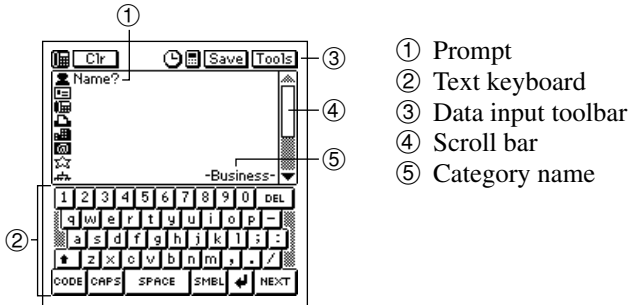 ①
Clr Save Tools
③
Name?
④
-Business-
⑤
②
1 2 3 4 5 6 7 8 9 0 DEL
q w e r t y u i o p -
a s d f g h j k l ; :
z x c v b n m , . /
CODE CAPS SPACE SMBL NEXT
① Prompt
② Text keyboard
③ Data input toolbar
④ Scroll bar
⑤ Category name